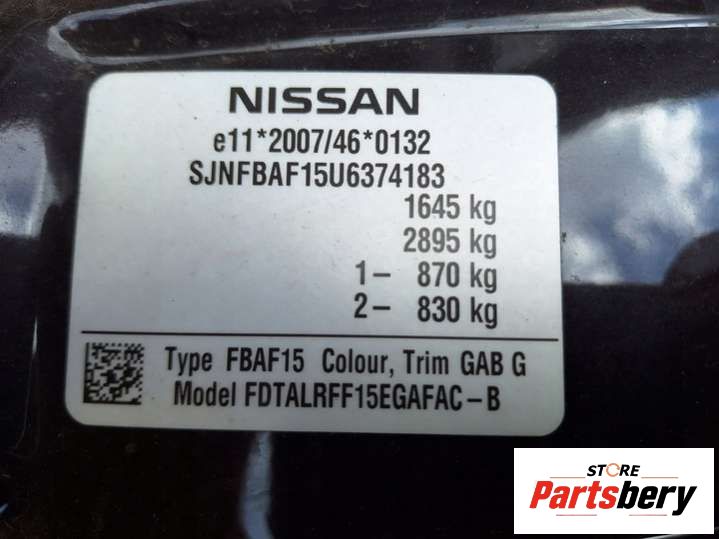 NISSAN
e11*2007/46*0132
SJNFBAF15U6374183
1645 kg
2895 kg
1- 870 kg
2- 830 kg
Type FBAF15 Colour, Trim GAB G
Model FDTALRFF15EGAFAC-B
STORE
Partsbery